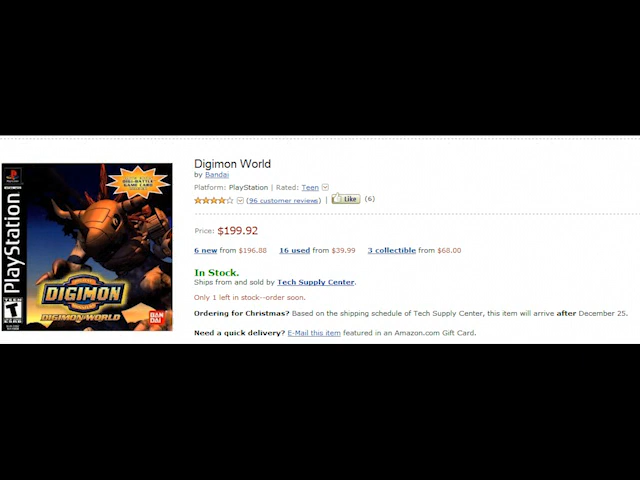 Digimon World
by Bandai
Platform: PlayStation | Rated: Teen
(96 customer reviews) | Like (6)
Price: $199.92
6 new from $196.88 16 used from $39.99 3 collectible from $68.00
In Stock.
Ships from and sold by Tech Supply Center.
Only 1 left in stock--order soon.
Ordering for Christmas? Based on the shipping schedule of Tech Supply Center, this item will arrive after December 25.
Need a quick delivery? E-Mail this item featured in an Amazon.com Gift Card.
PlayStation
DIGI-BATTLE
GAME CARD
DIGIMON
DIGIMON WORLD
TEEN
T
ESRB
BAN
DAI